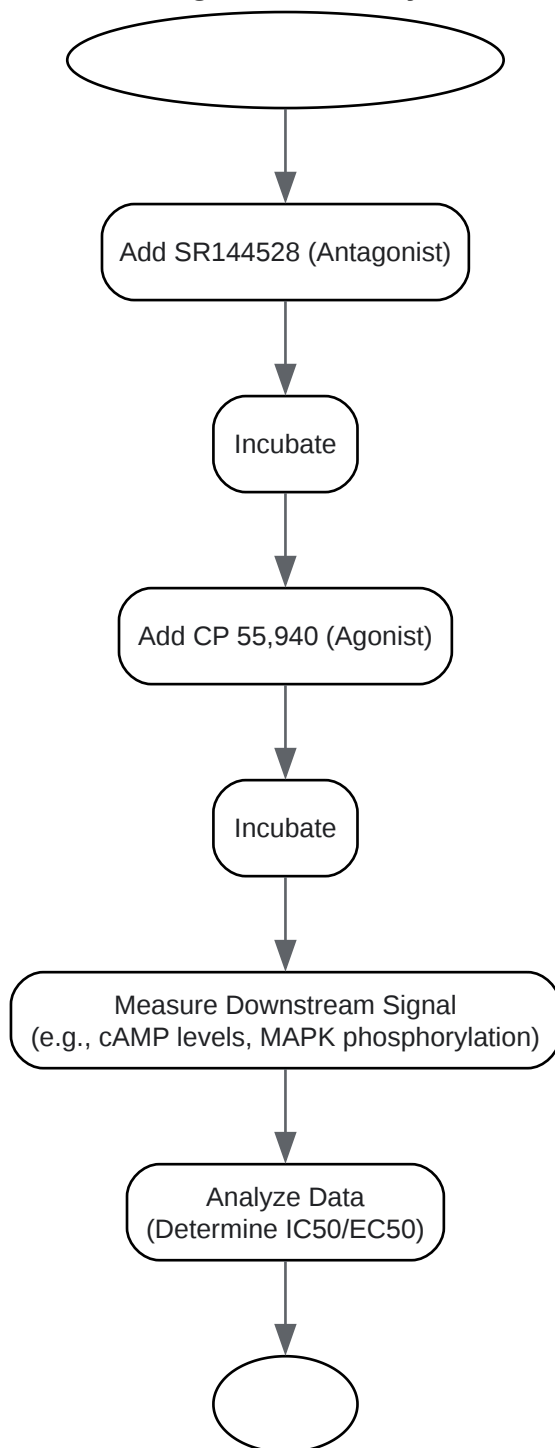 Add SR144528 (Antagonist)
Incubate
Add CP 55,940 (Agonist)
Incubate
Measure Downstream Signal
(e.g., cAMP levels, MAPK phosphorylation)
Analyze Data
(Determine IC50/EC50)